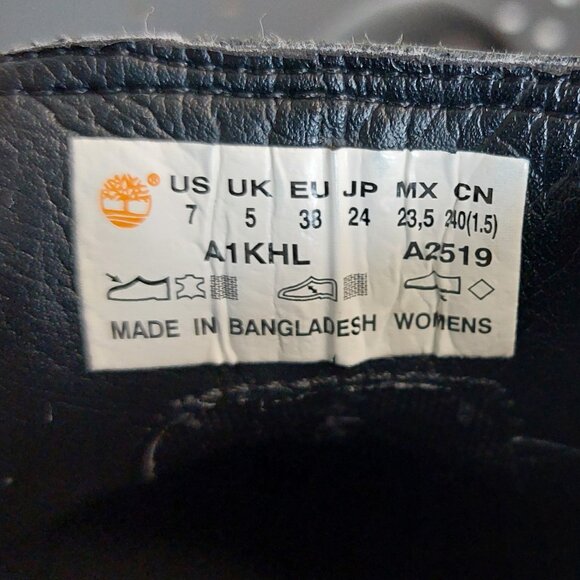 ® US UK EU JP MX CN
7 5 38 24 23,5 240(1.5)
A1KHL A2519
MADE IN BANGLADESH WOMENS